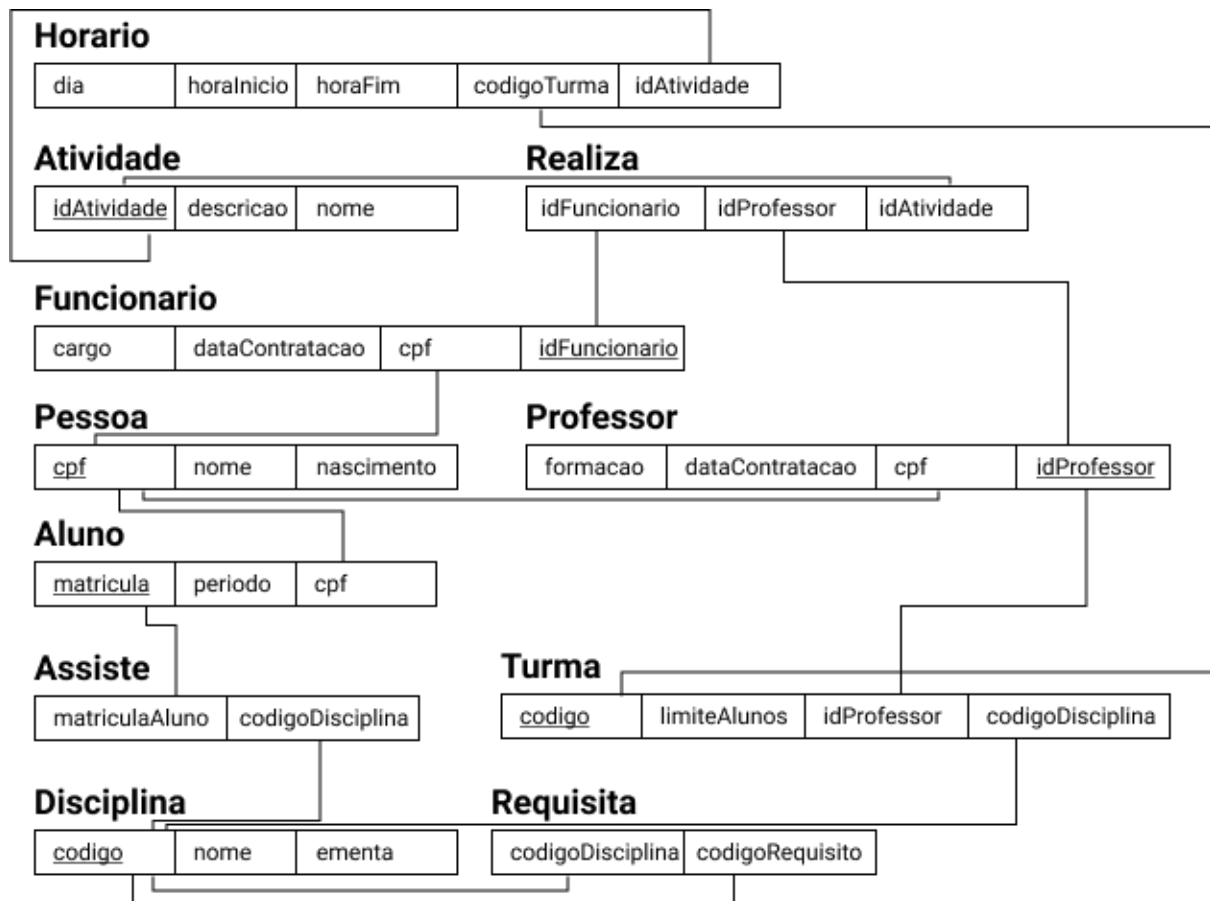 Horario
dia horaInicio horaFim codigoTurma idAtividade
Atividade Realiza
idAtividade descricao nome idFuncionario idProfessor idAtividade
Funcionario
cargo dataContratacao cpf idFuncionario
Pessoa Professor
cpf nome nascimento formacao dataContratacao cpf idProfessor
Aluno
matricula periodo cpf
Assiste Turma
matriculaAluno codigoDisciplina codigo limiteAlunos idProfessor codigoDisciplina
Disciplina Requisita
codigo nome ementa codigoDisciplina codigoRequisito